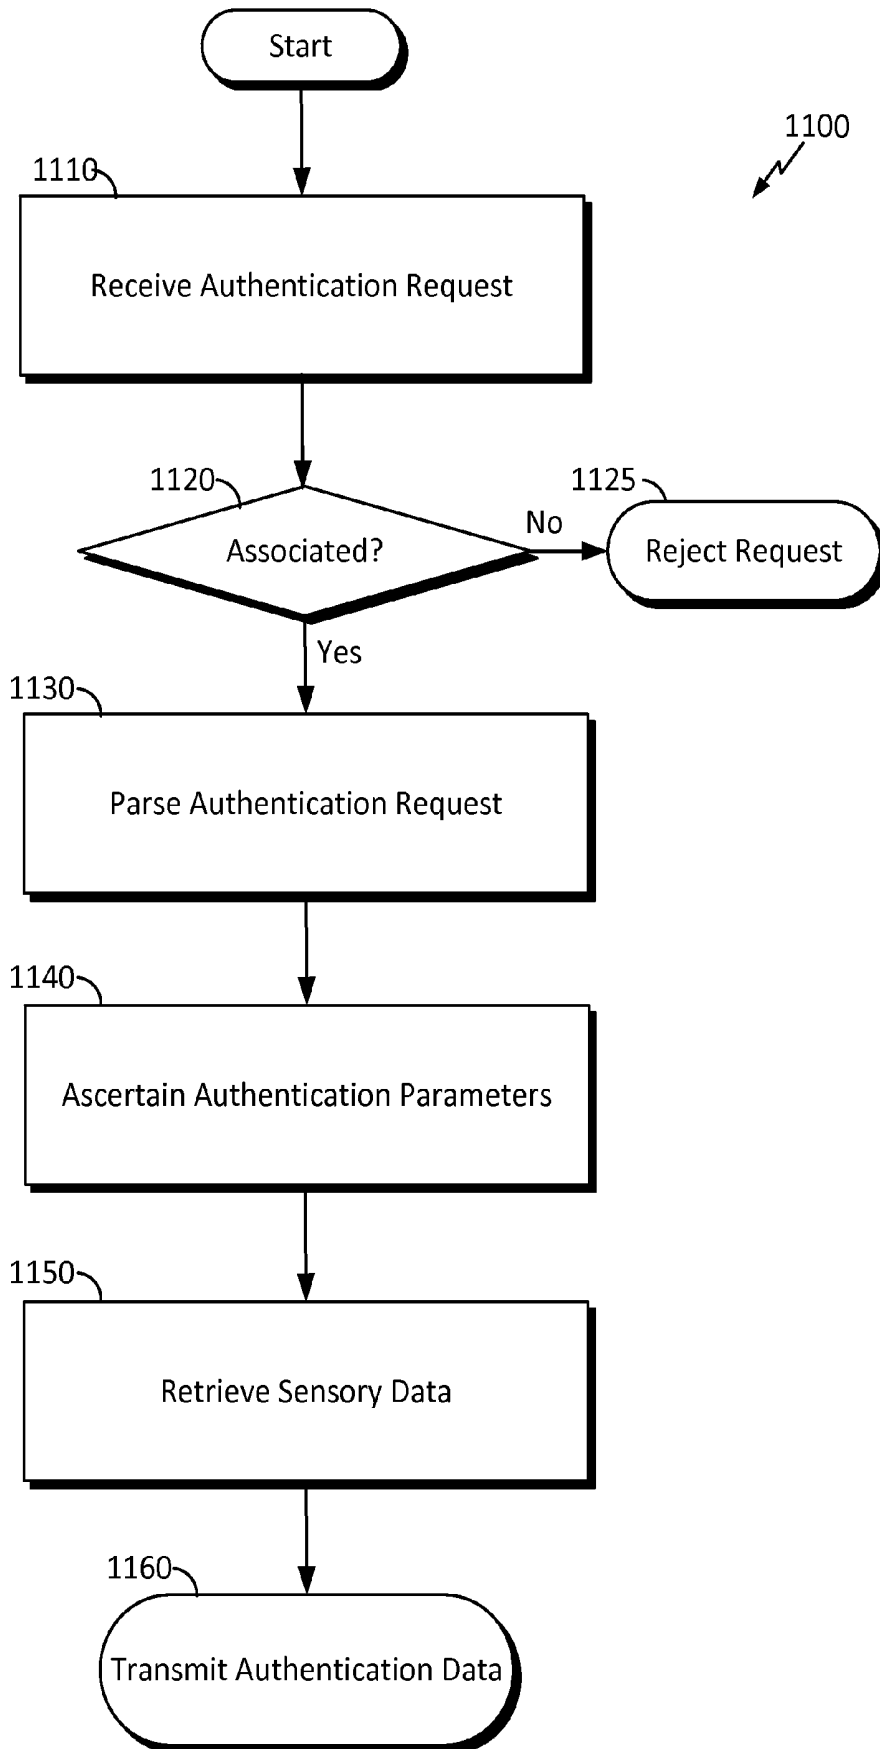 Start
1100
1110
Receive Authentication Request
1120
Associated?
No
1125
Reject Request
Yes
1130
Parse Authentication Request
1140
Ascertain Authentication Parameters
1150
Retrieve Sensory Data
1160
Transmit Authentication Data